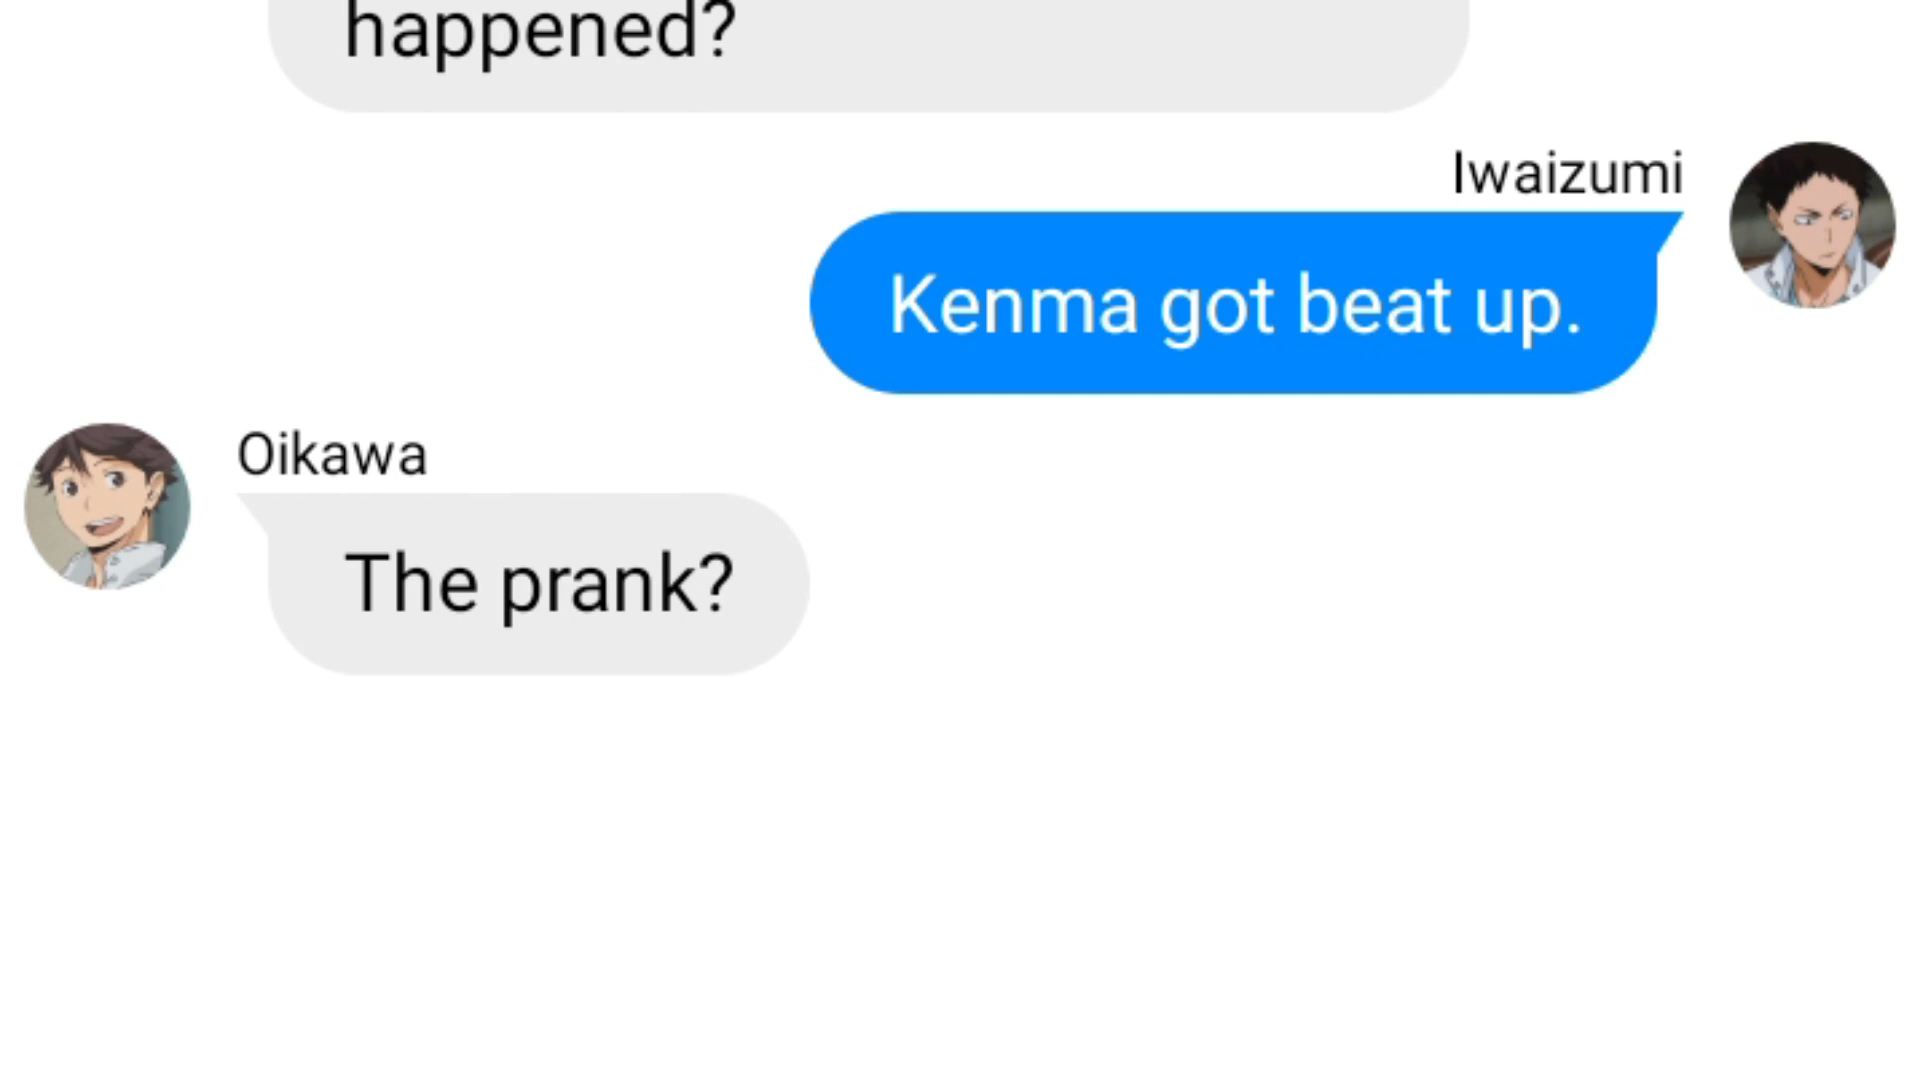 happened?
Iwaizumi
Kenma got beat up.
Oikawa
The prank?